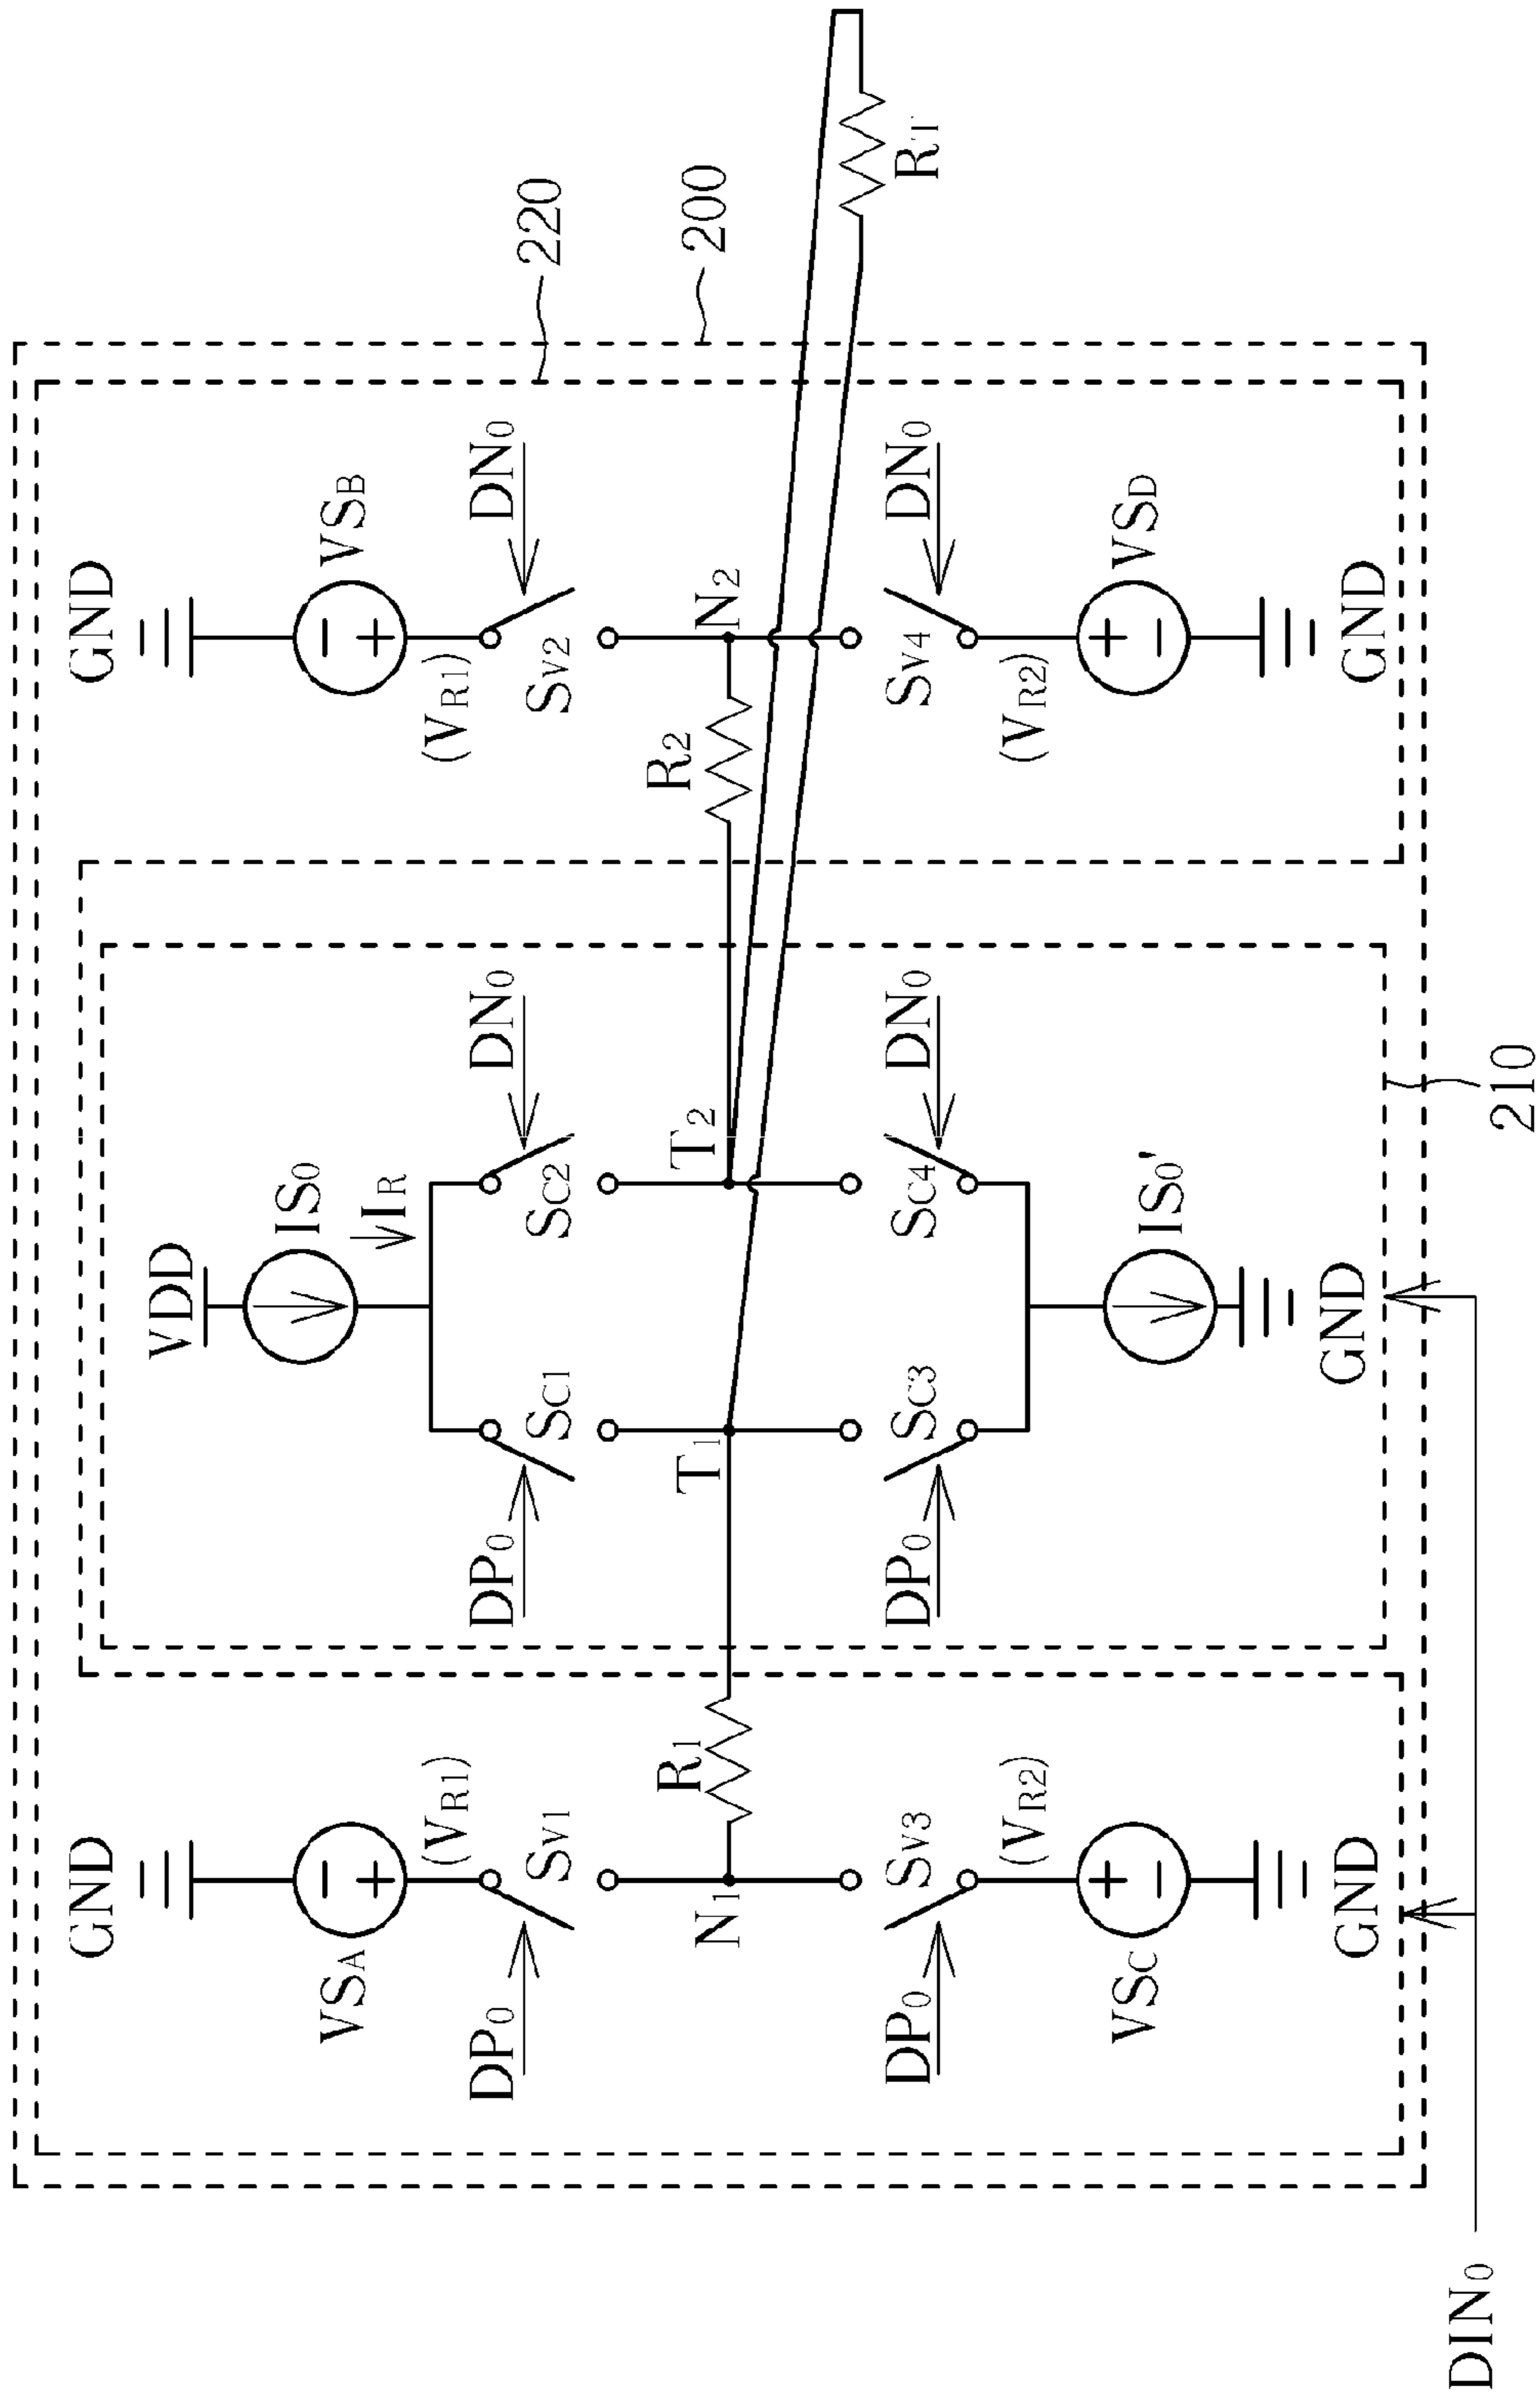 GND
VDD
GND
VSA
IS0
VSB
IR
(VR1)
(VR1)
DP0
DP0
DN0
DN0
SV1
SC1
SC2
SV2
R1
R2
N1
T1
T2
N2
RT
DP0
DP0
DN0
DN0
SV3
SC3
SC4
SV4
(VR2)
(VR2)
VSC
IS0'
VSD
GND
GND
GND
220
200
210
DIN0